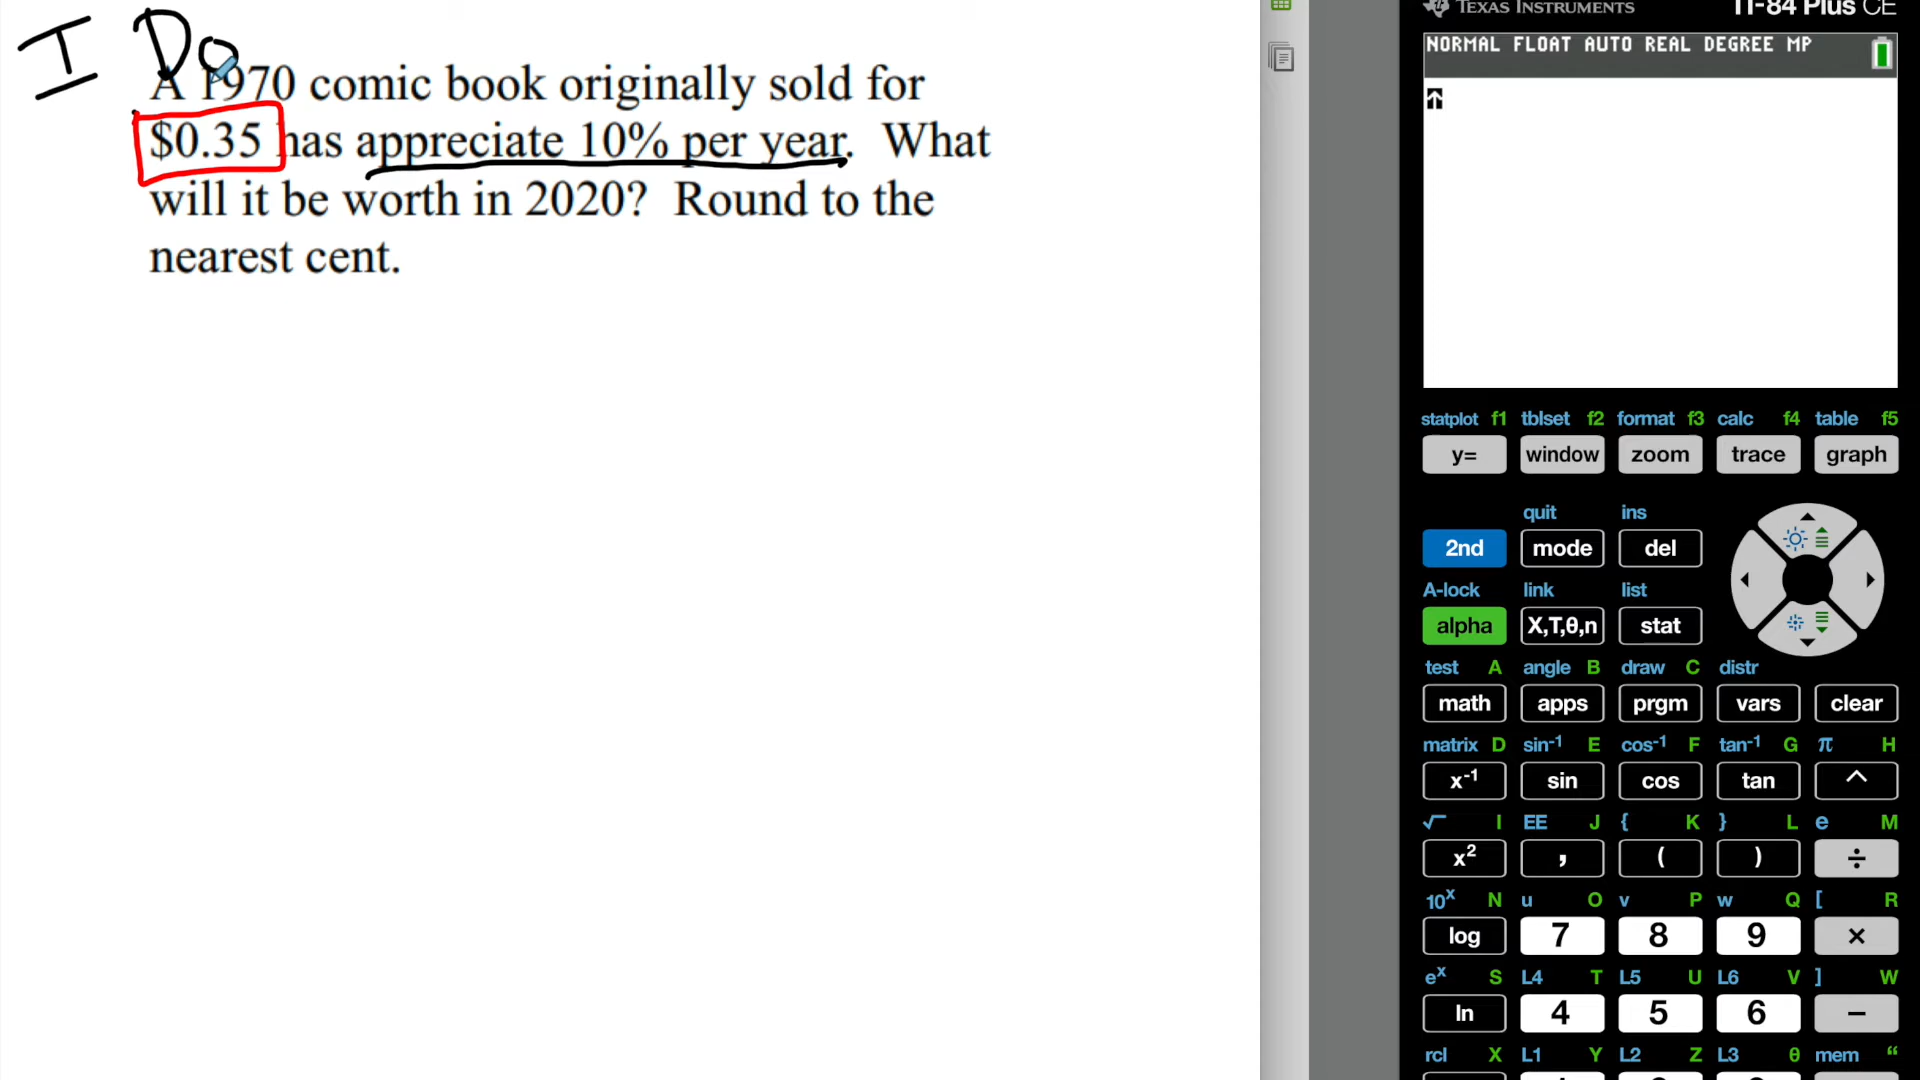 I Do
A 1970 comic book originally sold for
$0.35 has appreciate 10% per year. What
will it be worth in 2020? Round to the
nearest cent.
TEXAS INSTRUMENTS TI-84 Plus CE
NORMAL FLOAT AUTO REAL DEGREE MP
statplot f1 tblset f2 format f3 calc f4 table f5
y= window zoom trace graph
quit ins
2nd mode del
A-lock link list
alpha X,T,θ,n stat
test A angle B draw C distr
math apps prgm vars clear
matrix D sin⁻¹ E cos⁻¹ F tan⁻¹ G π H
x⁻¹ sin cos tan ^
√ I EE J { K } L e M
x² , ( ) ÷
10ˣ N u O v P w Q [ R
log 7 8 9 ×
eˣ S L4 T L5 U L6 V ] W
ln 4 5 6 −
rcl X L1 Y L2 Z L3 θ mem “